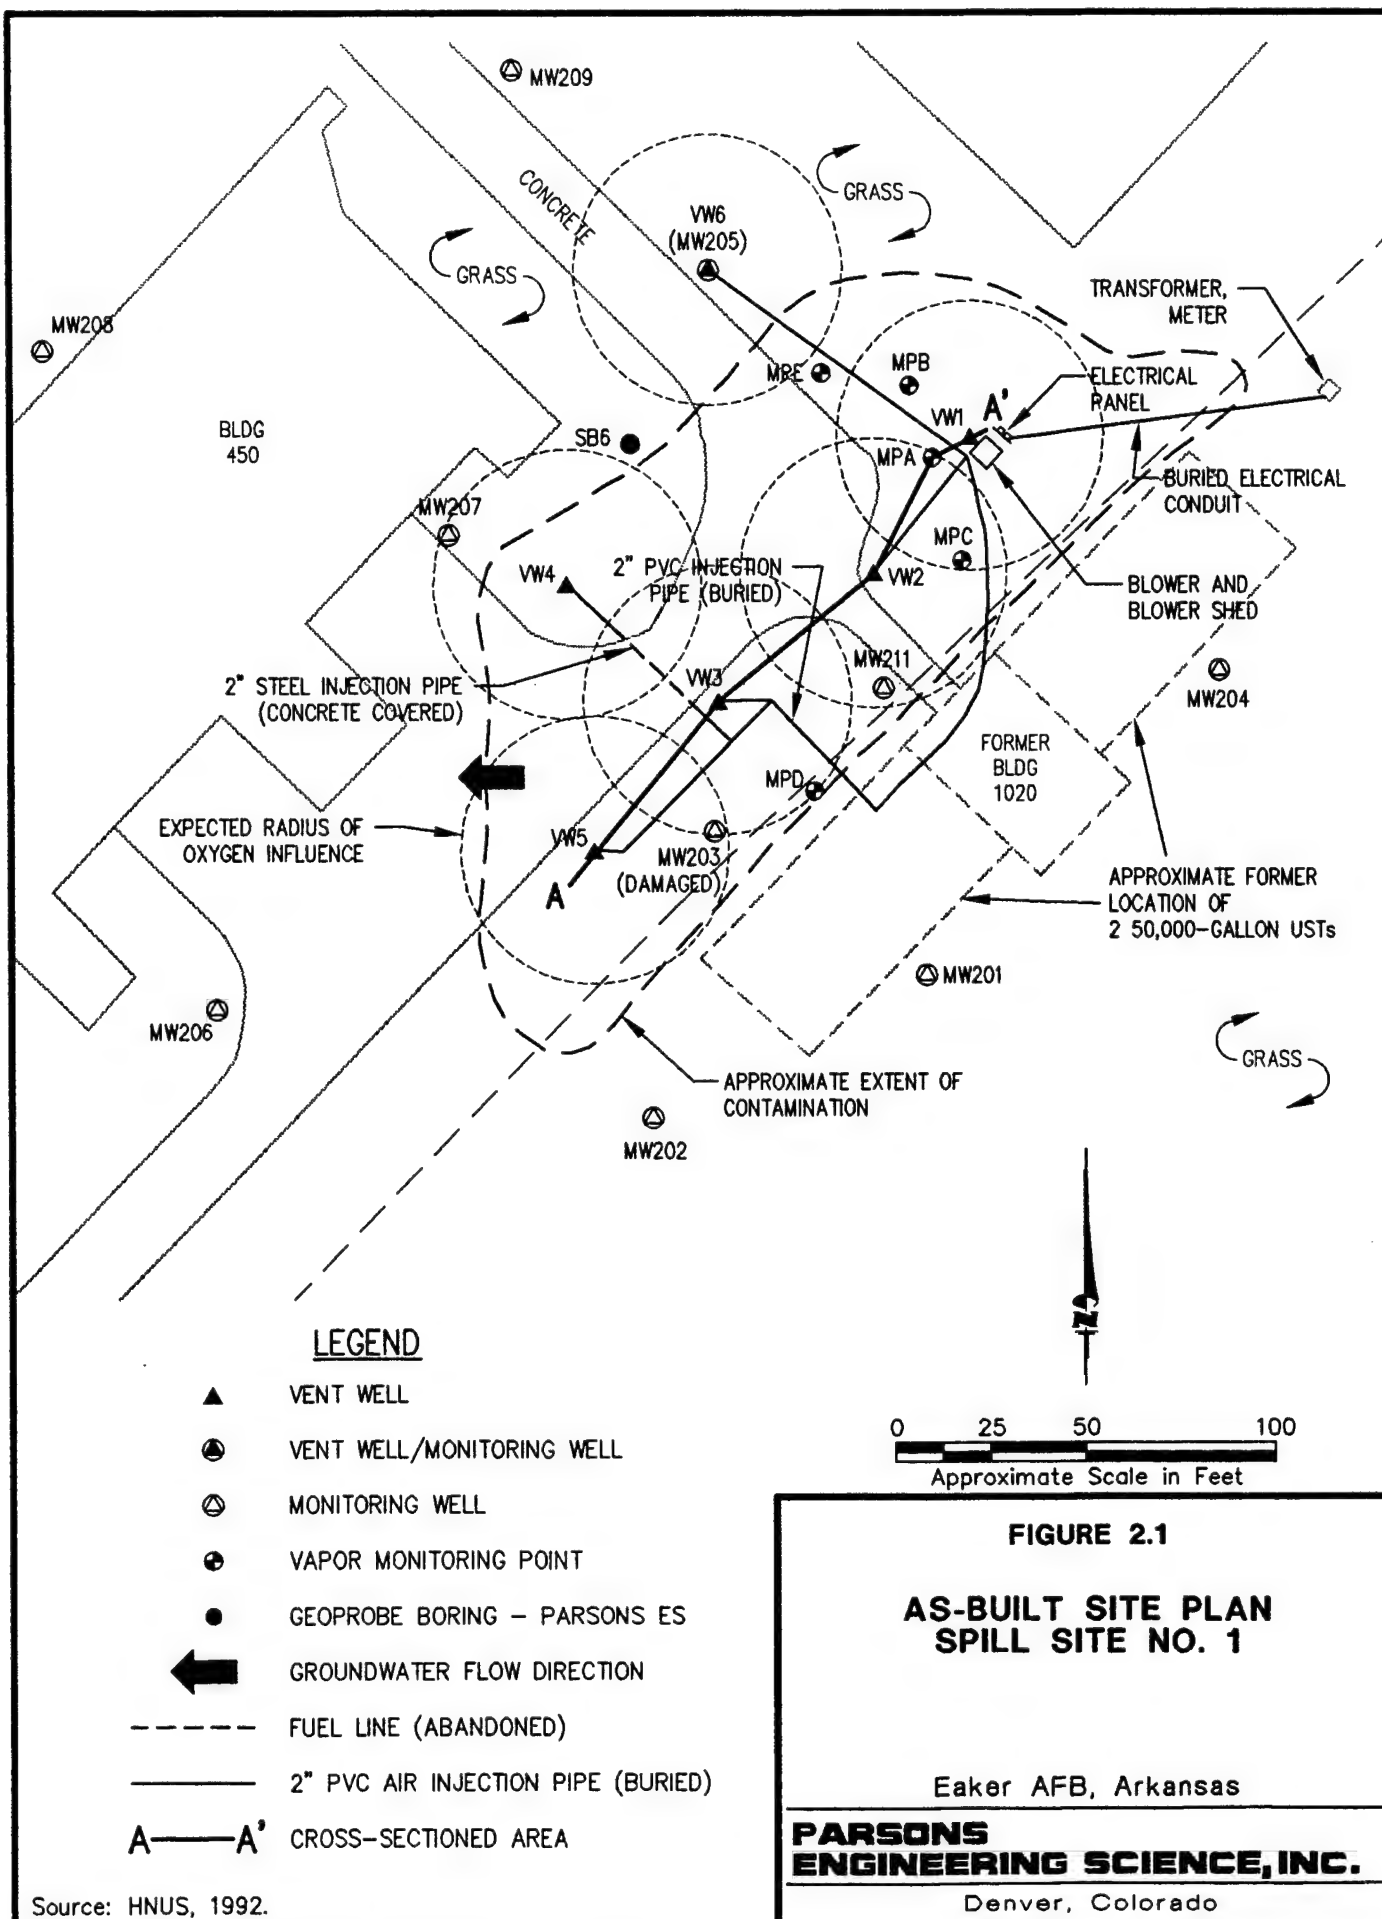 MW209
CONCRETE
GRASS
VW6
(MW205)
GRASS
TRANSFORMER,
METER
MW208
MPE
MPB
ELECTRICAL
PANEL
A'
VW1
BLDG
450
SB6
MPA
BURIED ELECTRICAL
CONDUIT
MW207
MPC
2" PVC INJECTION
PIPE (BURIED)
VW4
VW2
BLOWER AND
BLOWER SHED
MW211
MW204
2" STEEL INJECTION PIPE
(CONCRETE COVERED)
VW3
FORMER
BLDG
1020
MPD
EXPECTED RADIUS OF
OXYGEN INFLUENCE
VW5
MW203
(DAMAGED)
A
APPROXIMATE FORMER
LOCATION OF
2 50,000-GALLON USTs
MW201
MW206
GRASS
APPROXIMATE EXTENT OF
CONTAMINATION
MW202
N
LEGEND
VENT WELL
VENT WELL/MONITORING WELL
MONITORING WELL
VAPOR MONITORING POINT
GEOPROBE BORING - PARSONS ES
GROUNDWATER FLOW DIRECTION
FUEL LINE (ABANDONED)
2" PVC AIR INJECTION PIPE (BURIED)
A A' CROSS-SECTIONED AREA
Source: HNUS, 1992.
0 25 50 100
Approximate Scale in Feet
FIGURE 2.1
AS-BUILT SITE PLAN
SPILL SITE NO. 1
Eaker AFB, Arkansas
PARSONS
ENGINEERING SCIENCE, INC.
Denver, Colorado